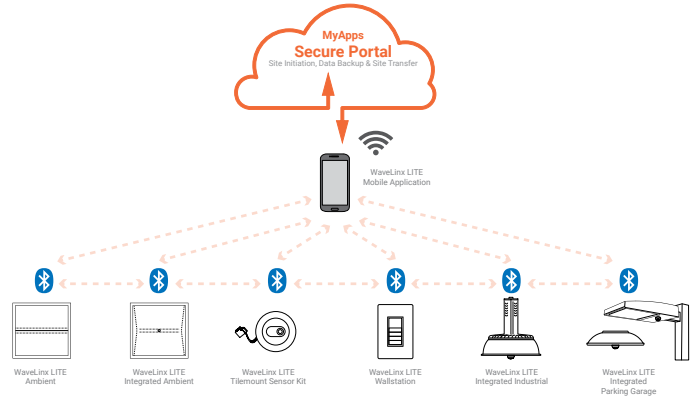 MyApps
Secure Portal
Site Initiation, Data Backup & Site Transfer
WaveLinx LITE
Mobile Application
WaveLinx LITE
Ambient
WaveLinx LITE
Integrated Ambient
WaveLinx LITE
Tilemount Sensor Kit
WaveLinx LITE
Wallstation
WaveLinx LITE
Integrated Industrial
WaveLinx LITE
Integrated
Parking Garage